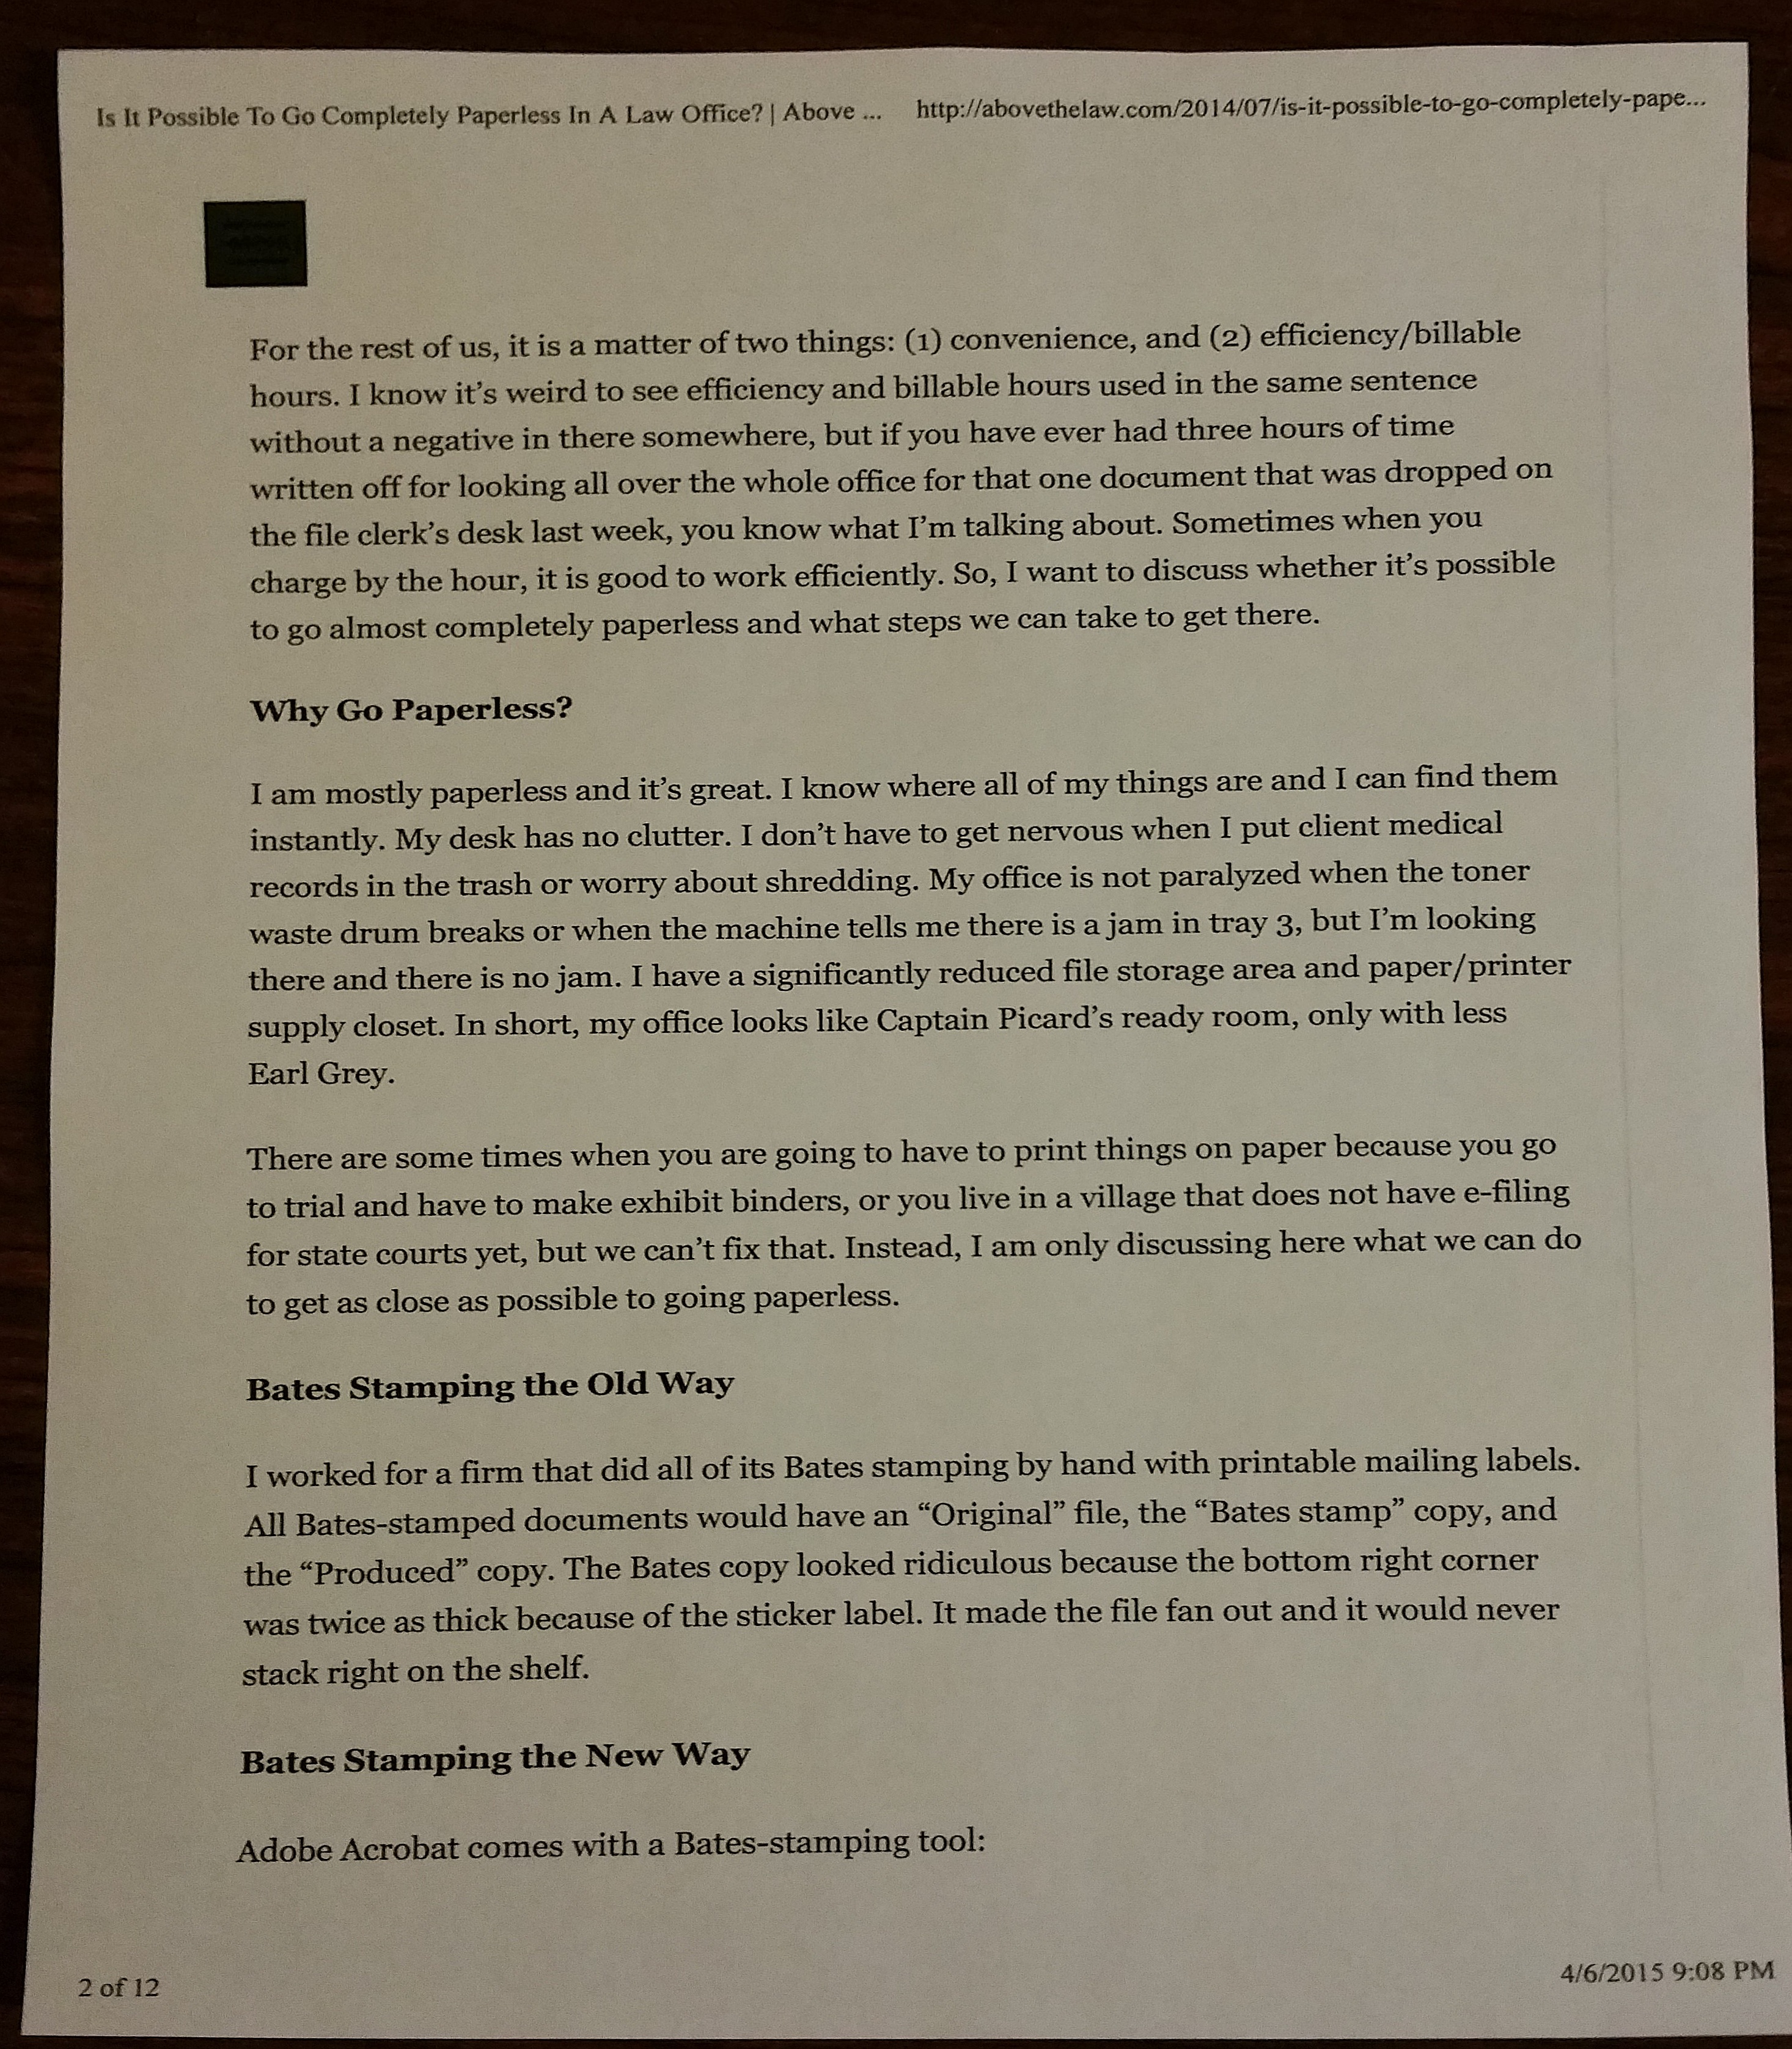 Is It Possible To Go Completely Paperless In A Law Office? | Above ... http://abovethelaw.com/2014/07/is-it-possible-to-go-completely-pape...
For the rest of us, it is a matter of two things: (1) convenience, and (2) efficiency/billable
hours. I know it's weird to see efficiency and billable hours used in the same sentence
without a negative in there somewhere, but if you have ever had three hours of time
written off for looking all over the whole office for that one document that was dropped on
the file clerk's desk last week, you know what I'm talking about. Sometimes when you
charge by the hour, it is good to work efficiently. So, I want to discuss whether it's possible
to go almost completely paperless and what steps we can take to get there.
Why Go Paperless?
I am mostly paperless and it's great. I know where all of my things are and I can find them
instantly. My desk has no clutter. I don't have to get nervous when I put client medical
records in the trash or worry about shredding. My office is not paralyzed when the toner
waste drum breaks or when the machine tells me there is a jam in tray 3, but I'm looking
there and there is no jam. I have a significantly reduced file storage area and paper/printer
supply closet. In short, my office looks like Captain Picard's ready room, only with less
Earl Grey.
There are some times when you are going to have to print things on paper because you go
to trial and have to make exhibit binders, or you live in a village that does not have e-filing
for state courts yet, but we can't fix that. Instead, I am only discussing here what we can do
to get as close as possible to going paperless.
Bates Stamping the Old Way
I worked for a firm that did all of its Bates stamping by hand with printable mailing labels.
All Bates-stamped documents would have an “Original” file, the “Bates stamp” copy, and
the “Produced” copy. The Bates copy looked ridiculous because the bottom right corner
was twice as thick because of the sticker label. It made the file fan out and it would never
stack right on the shelf.
Bates Stamping the New Way
Adobe Acrobat comes with a Bates-stamping tool:
2 of 12 4/6/2015 9:08 PM